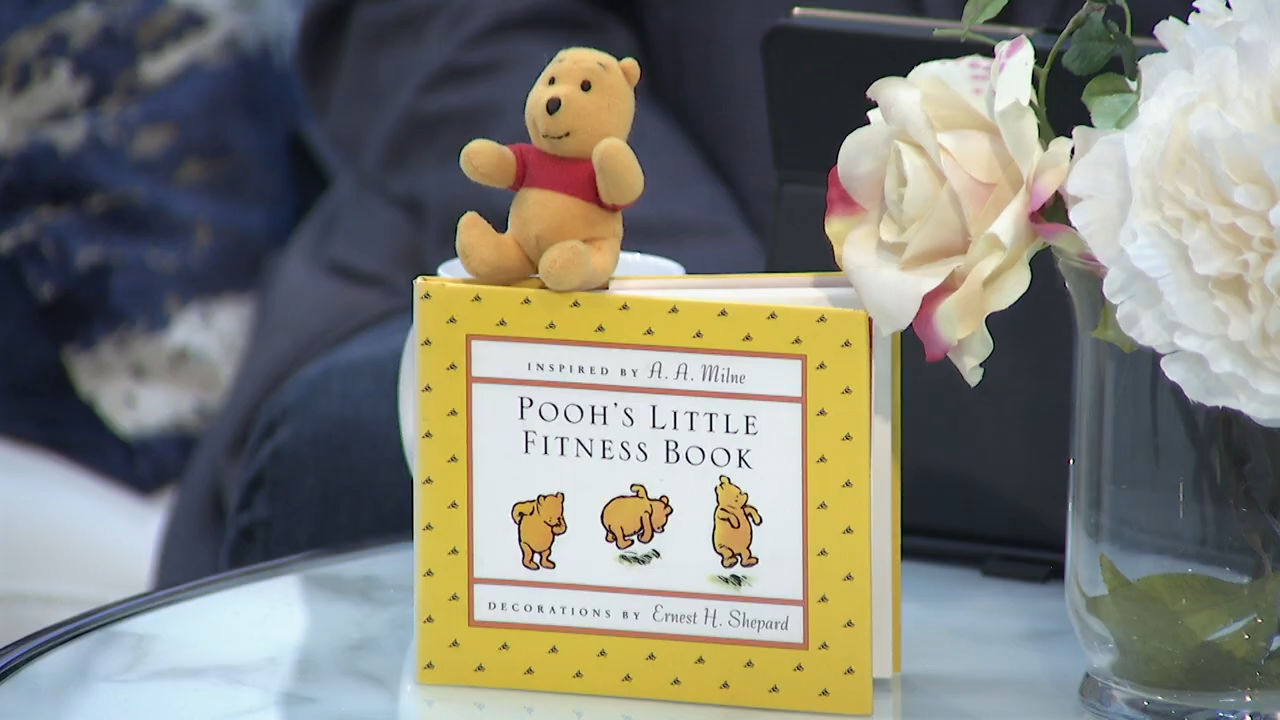 INSPIRED BY A. A. Milne
POOH'S LITTLE
FITNESS BOOK
DECORATIONS BY Ernest H. Shepard